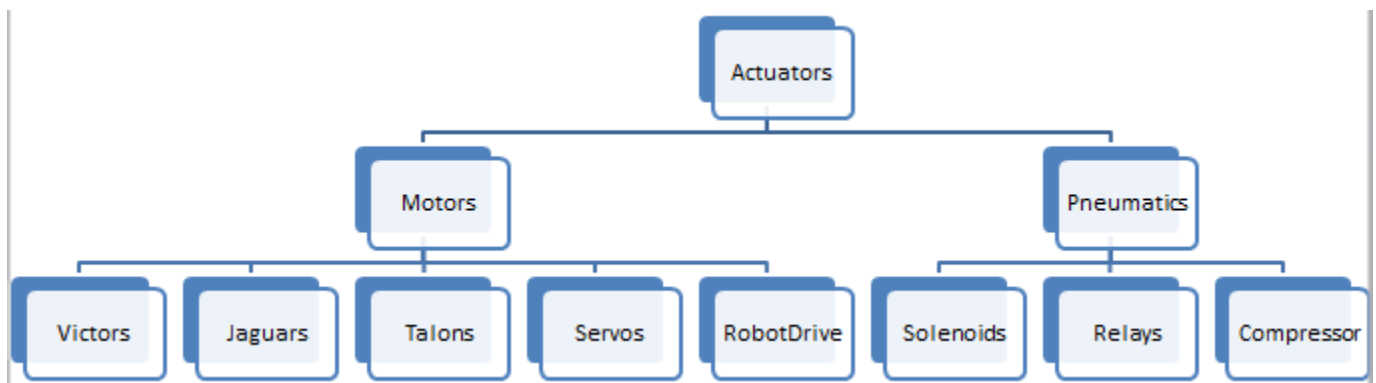 Actuators
Motors
Pneumatics
Victors
Jaguars
Talons
Servos
RobotDrive
Solenoids
Relays
Compressor